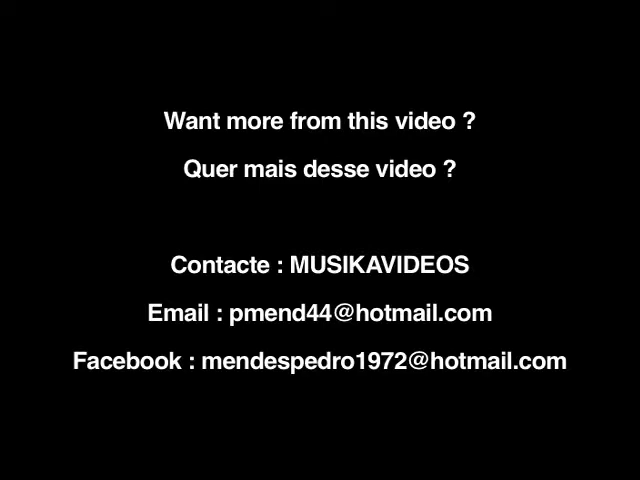 Want more from this video ?
Quer mais desse video ?
Contacte : MUSIKAVIDEOS
Email : pmend44@hotmail.com
Facebook : mendespedro1972@hotmail.com